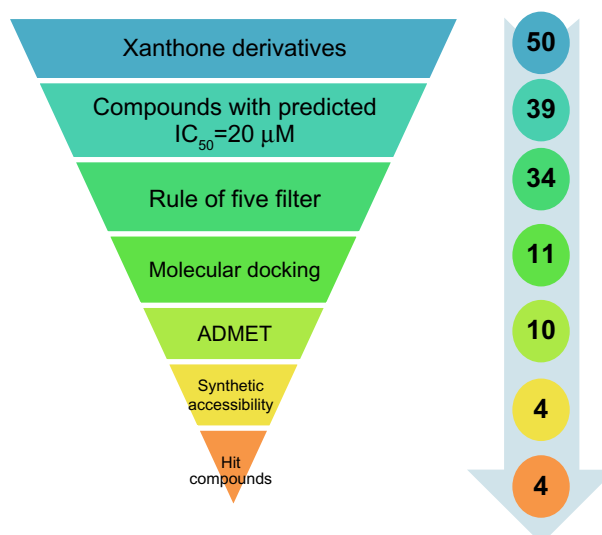 Xanthone derivatives
50
Compounds with predicted
IC50=20 μM
39
Rule of five filter
34
Molecular docking
11
ADMET
10
Synthetic
accessibility
4
Hit
compounds
4